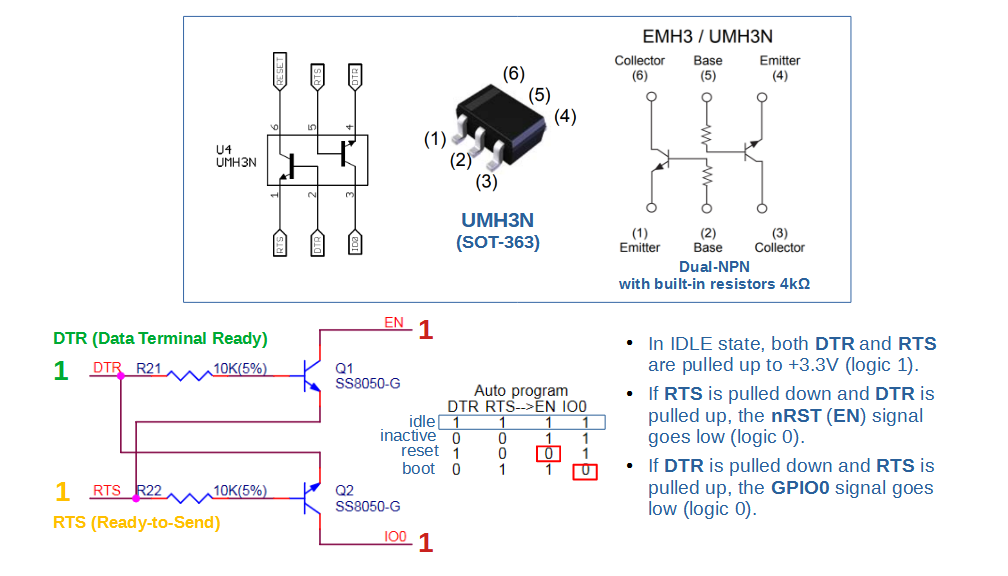 RESET
RTS
DTR
6
5
4
U4
UMH3N
1
2
3
RTS
DTR
IO0
(6)
(5)
(4)
(1)
(2)
(3)
UMH3N
(SOT-363)
EMH3 / UMH3N
Collector Base Emitter
(6) (5) (4)
(1) (2) (3)
Emitter Base Collector
Dual-NPN
with built-in resistors 4kΩ
DTR (Data Terminal Ready)
1 DTR R21 10K(5%)
EN 1
Q1
SS8050-G
1 RTS R22 10K(5%)
RTS (Ready-to-Send)
Q2
SS8050-G
IO0 1
Auto program
DTR RTS-->EN IO0
idle 1 1 1 1
inactive 0 0 1 1
reset 1 0 0 1
boot 0 1 1 0
• In IDLE state, both DTR and RTS
are pulled up to +3.3V (logic 1).
• If RTS is pulled down and DTR is
pulled up, the nRST (EN) signal
goes low (logic 0).
• If DTR is pulled down and RTS is
pulled up, the GPIO0 signal goes
low (logic 0).